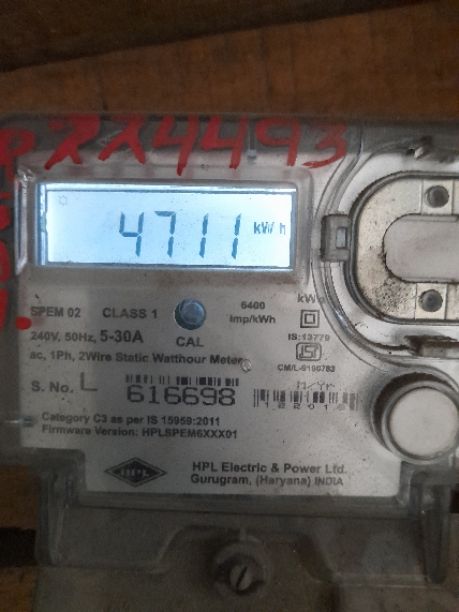 4711 kWh
SPEM 02 CLASS 1 6400 imp/kWh
240V, 50Hz, 5-30A CAL IS:13779
ac, 1Ph, 2Wire Static Watthour Meter
S. No. L 616698
Category C3 as per IS 15959:2011
Firmware Version: HPLSPEM6XXX01
HPL HPL Electric & Power Ltd.
Gurugram, (Haryana) INDIA